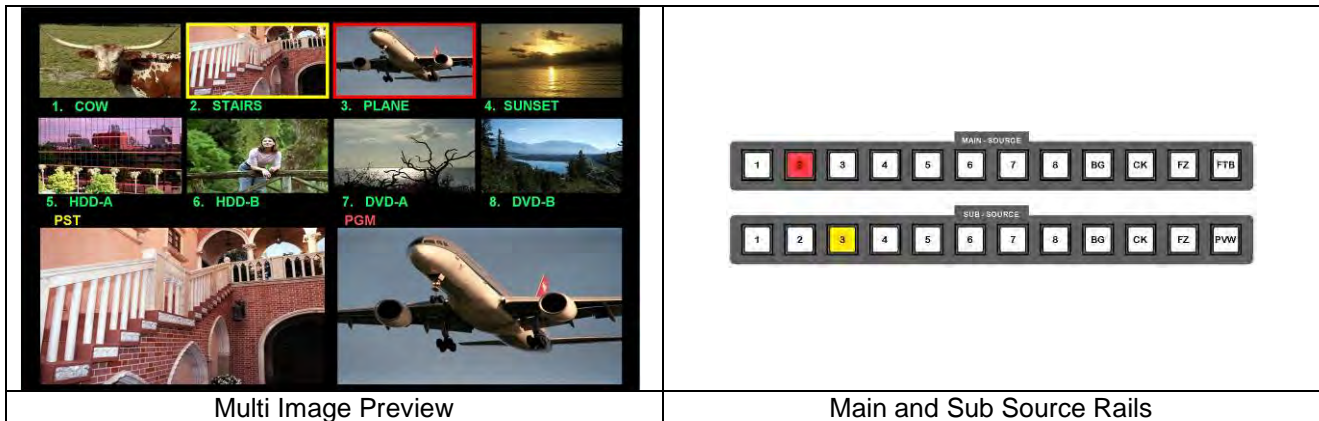 1. COW 2. STAIRS 3. PLANE 4. SUNSET
5. HDD-A 6. HDD-B 7. DVD-A 8. DVD-B
PST PGM
Multi Image Preview
MAIN - SOURCE
1 2 3 4 5 6 7 8 BG CK FZ FTB
SUB - SOURCE
1 2 3 4 5 6 7 8 BG CK FZ PVW
Main and Sub Source Rails